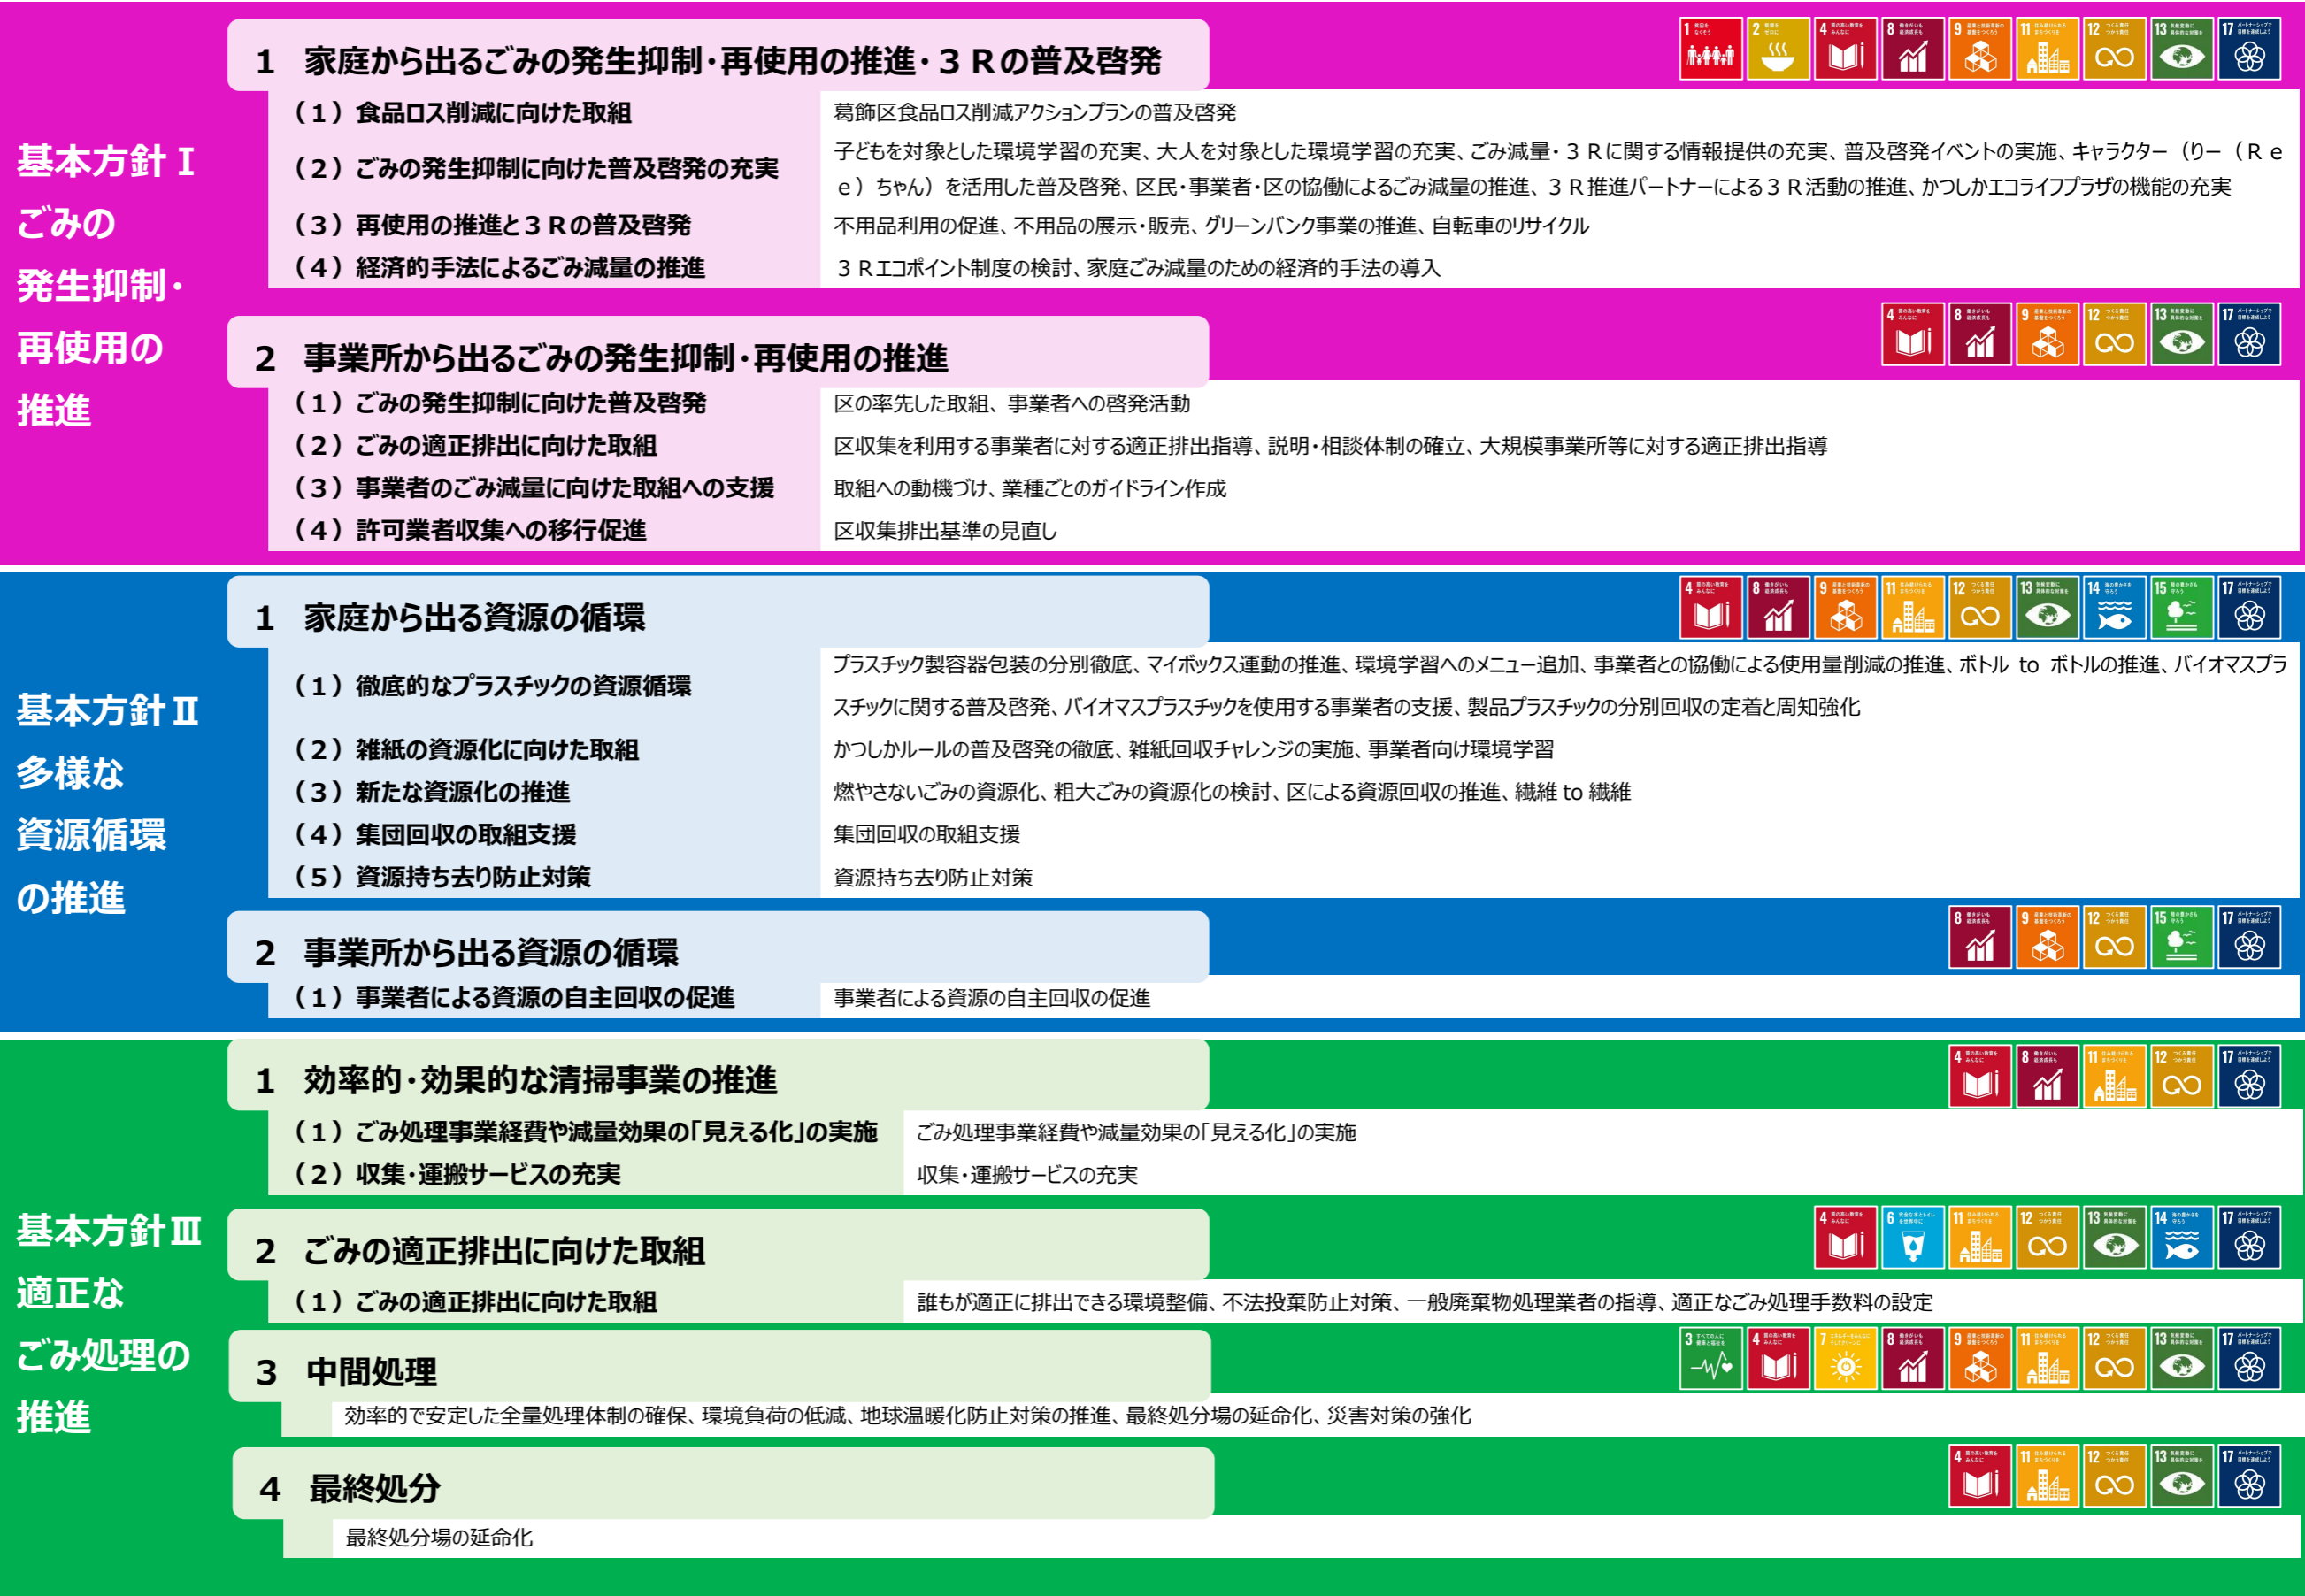 基本方針Ⅰ
ごみの
発生抑制・
再使用の
推進
1 家庭から出るごみの発生抑制・再使用の推進・３Ｒの普及啓発
（１）食品ロス削減に向けた取組
葛飾区食品ロス削減アクションプランの普及啓発
（２）ごみの発生抑制に向けた普及啓発の充実
子どもを対象とした環境学習の充実、大人を対象とした環境学習の充実、ごみ減量・３Ｒに関する情報提供の充実、普及啓発イベントの実施、キャラクター（りー（Ｒｅ
ｅ）ちゃん）を活用した普及啓発、区民・事業者・区の協働によるごみ減量の推進、３Ｒ推進パートナーによる３Ｒ活動の推進、かつしかエコライフプラザの機能の充実
（３）再使用の推進と３Ｒの普及啓発
不用品利用の促進、不用品の展示・販売、グリーンバンク事業の推進、自転車のリサイクル
（４）経済的手法によるごみ減量の推進
３Ｒエコポイント制度の検討、家庭ごみ減量のための経済的手法の導入
1 2 4 8 9 11 12 13 17
2 事業所から出るごみの発生抑制・再使用の推進
（１）ごみの発生抑制に向けた普及啓発
区の率先した取組、事業者への啓発活動
（２）ごみの適正排出に向けた取組
区収集を利用する事業者に対する適正排出指導、説明・相談体制の確立、大規模事業所等に対する適正排出指導
（３）事業者のごみ減量に向けた取組への支援
取組への動機づけ、業種ごとのガイドライン作成
（４）許可業者収集への移行促進
区収集排出基準の見直し
4 8 9 12 13 17
基本方針Ⅱ
多様な
資源循環
の推進
1 家庭から出る資源の循環
（１）徹底的なプラスチックの資源循環
プラスチック製容器包装の分別徹底、マイボックス運動の推進、環境学習へのメニュー追加、事業者との協働による使用量削減の推進、ボトル to ボトルの推進、バイオマスプラ
スチックに関する普及啓発、バイオマスプラスチックを使用する事業者の支援、製品プラスチックの分別回収の定着と周知強化
（２）雑紙の資源化に向けた取組
かつしかルールの普及啓発の徹底、雑紙回収チャレンジの実施、事業者向け環境学習
（３）新たな資源化の推進
燃やさないごみの資源化、粗大ごみの資源化の検討、区による資源回収の推進、繊維 to 繊維
（４）集団回収の取組支援
集団回収の取組支援
（５）資源持ち去り防止対策
資源持ち去り防止対策
4 8 9 11 12 13 14 15 17
2 事業所から出る資源の循環
（１）事業者による資源の自主回収の促進
事業者による資源の自主回収の促進
8 9 12 15 17
基本方針Ⅲ
適正な
ごみ処理の
推進
1 効率的・効果的な清掃事業の推進
（１）ごみ処理事業経費や減量効果の「見える化」の実施
ごみ処理事業経費や減量効果の「見える化」の実施
（２）収集・運搬サービスの充実
収集・運搬サービスの充実
4 8 11 12 17
2 ごみの適正排出に向けた取組
（１）ごみの適正排出に向けた取組
誰もが適正に排出できる環境整備、不法投棄防止対策、一般廃棄物処理業者の指導、適正なごみ処理手数料の設定
4 6 11 12 13 14 17
3 中間処理
効率的で安定した全量処理体制の確保、環境負荷の低減、地球温暖化防止対策の推進、最終処分場の延命化、災害対策の強化
3 4 7 8 9 11 12 13 17
4 最終処分
最終処分場の延命化
4 11 12 13 17